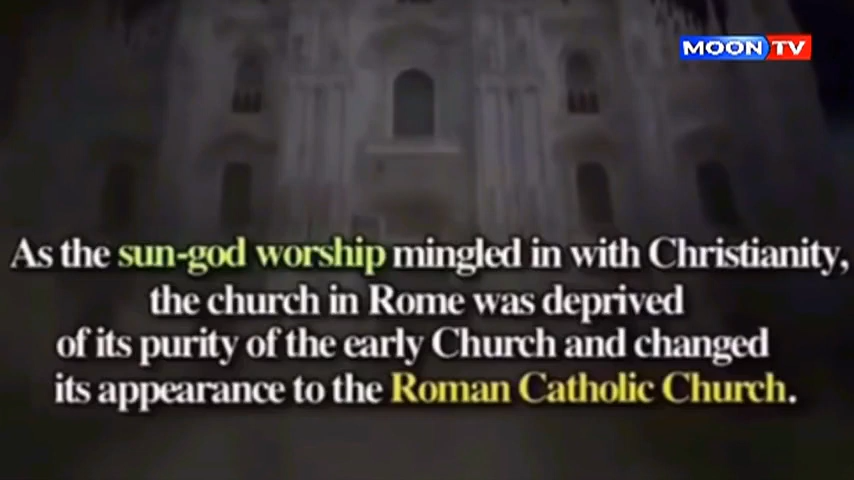 MOON TV
As the sun-god worship mingled in with Christianity,
the church in Rome was deprived
of its purity of the early Church and changed
its appearance to the Roman Catholic Church.